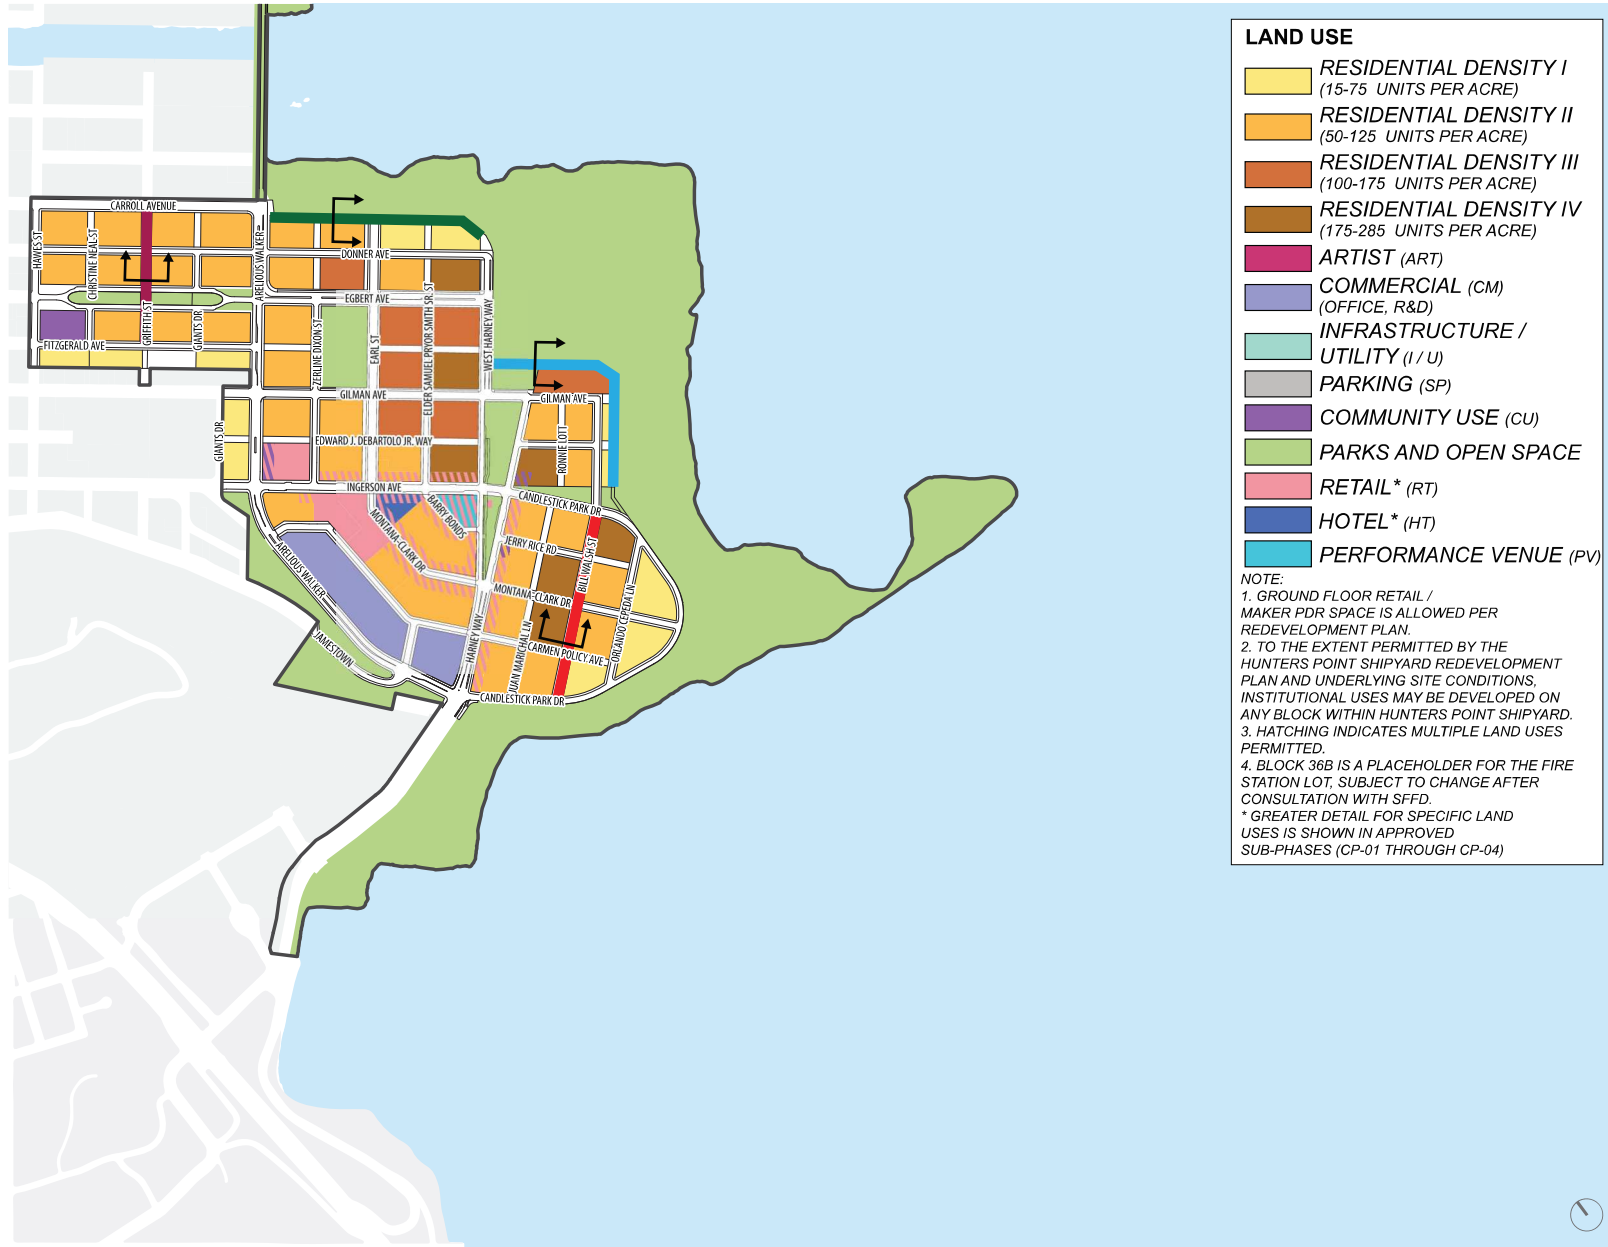 LAND USE
RESIDENTIAL DENSITY I
(15-75 UNITS PER ACRE)
RESIDENTIAL DENSITY II
(50-125 UNITS PER ACRE)
RESIDENTIAL DENSITY III
(100-175 UNITS PER ACRE)
RESIDENTIAL DENSITY IV
(175-285 UNITS PER ACRE)
ARTIST (ART)
COMMERCIAL (CM)
(OFFICE, R&D)
INFRASTRUCTURE /
UTILITY (I / U)
PARKING (SP)
COMMUNITY USE (CU)
PARKS AND OPEN SPACE
RETAIL* (RT)
HOTEL* (HT)
PERFORMANCE VENUE (PV)
NOTE:
1. GROUND FLOOR RETAIL /
MAKER PDR SPACE IS ALLOWED PER
REDEVELOPMENT PLAN.
2. TO THE EXTENT PERMITTED BY THE
HUNTERS POINT SHIPYARD REDEVELOPMENT
PLAN AND UNDERLYING SITE CONDITIONS,
INSTITUTIONAL USES MAY BE DEVELOPED ON
ANY BLOCK WITHIN HUNTERS POINT SHIPYARD.
3. HATCHING INDICATES MULTIPLE LAND USES
PERMITTED.
4. BLOCK 36B IS A PLACEHOLDER FOR THE FIRE
STATION LOT, SUBJECT TO CHANGE AFTER
CONSULTATION WITH SFFD.
* GREATER DETAIL FOR SPECIFIC LAND
USES IS SHOWN IN APPROVED
SUB-PHASES (CP-01 THROUGH CP-04)
CARROLL AVENUE
HAWES ST
CHRISTINE NEAL ST
GRIFFITH ST
GIANTS DR
ARELIOUS WALKER
DONNER AVE
EGBERT AVE
FITZGERALD AVE
ZERLINE DIXON ST
EARL ST
ELDER SAMUEL PRYOR SMITH SR. ST
WEST HARNEY WAY
GILMAN AVE
GILMAN AVE
GIANTS DR
EDWARD J. DEBARTOLO JR. WAY
RONNIE LOTT
INGERSON AVE
CANDLESTICK PARK DR
MONTANA-CLARK DR
BARRY BONDS
JERRY RICE RD
BILL WALSH ST
ARELIOUS WALKER
MONTANA-CLARK DR
ORLANDO CEPEDA LN
HARNEY WAY
JUAN MARICHAL LN
CARMEN POLICY AVE
JAMESTOWN
CANDLESTICK PARK DR